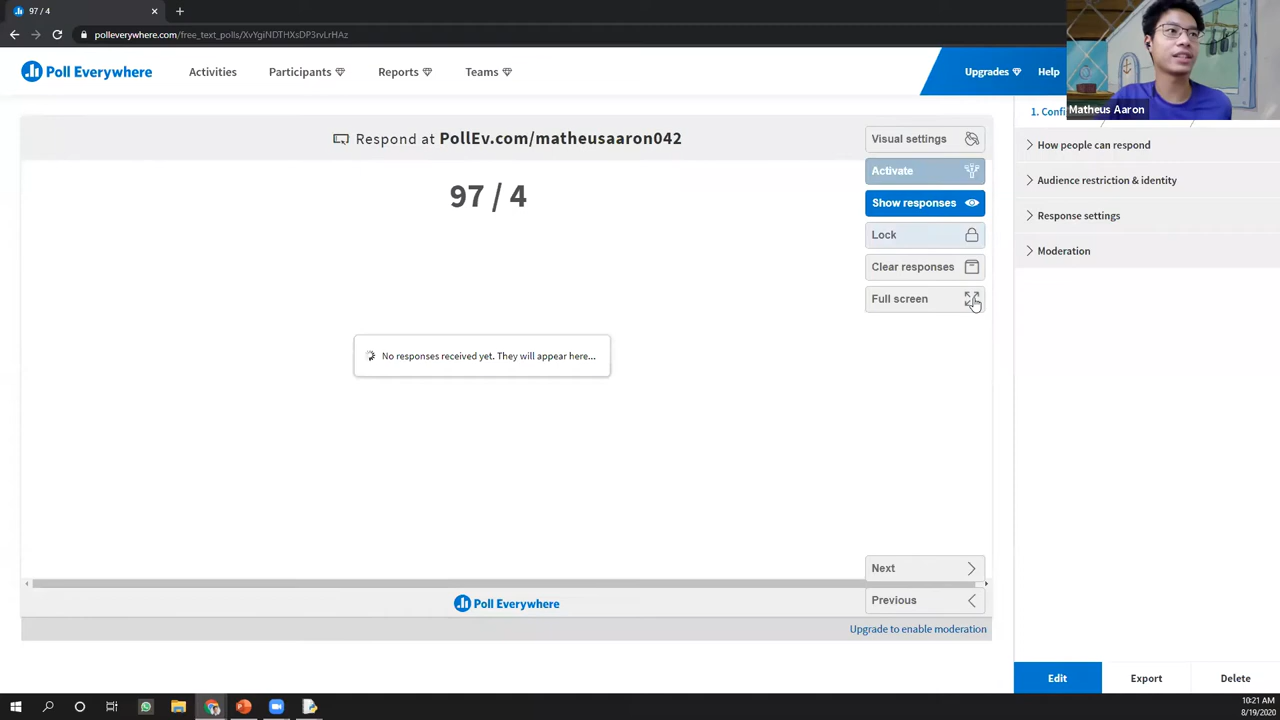 97 / 4
polleverywhere.com/free_text_polls/XvYgiNDTHXsDP3rvLrHAz
Poll Everywhere
Activities
Participants
Reports
Teams
Upgrades
Help
Matheus Aaron
Respond at PollEv.com/matheusaaron042
97 / 4
Visual settings
Activate
Show responses
Lock
Clear responses
Full screen
No responses received yet. They will appear here...
Next
Previous
Poll Everywhere
Upgrade to enable moderation
1.
How people can respond
Audience restriction & identity
Response settings
Moderation
Edit
Export
Delete
10:21 AM
8/19/2020